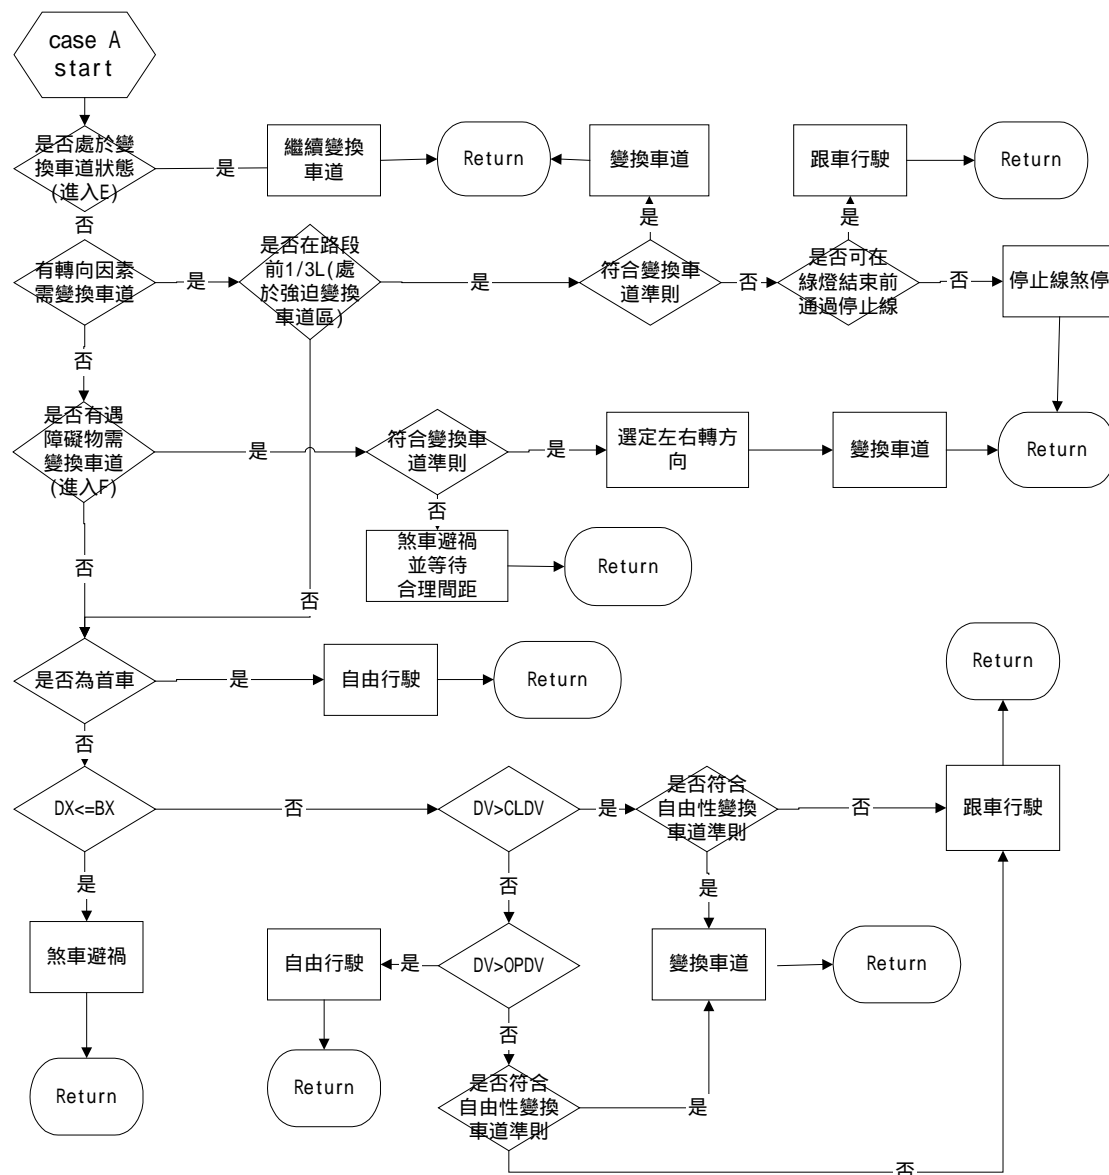 case A
start
是否處於變
換車道狀態
(進入E)
是
繼續變換
車道
Return
變換車道
跟車行駛
Return
否
是
是
有轉向因素
需變換車道
是
是否在路段
前1/3L(處
於強迫變換
車道區)
是
符合變換車
道準則
否
是否可在
綠燈結束前
通過停止線
否
停止線煞停
否
是否有遇
障礙物需
變換車道
(進入F)
是
符合變換車
道準則
是
選定左右轉方
向
變換車道
Return
否
煞車避禍
並等待
合理間距
Return
否
否
是否為首車
是
自由行駛
Return
Return
否
DX<=BX
否
DV>CLDV
是
是否符合
自由性變換
車道準則
否
跟車行駛
是
否
是
煞車避禍
自由行駛
是
DV>OPDV
變換車道
Return
否
Return
Return
是否符合
自由性變換
車道準則
是
否